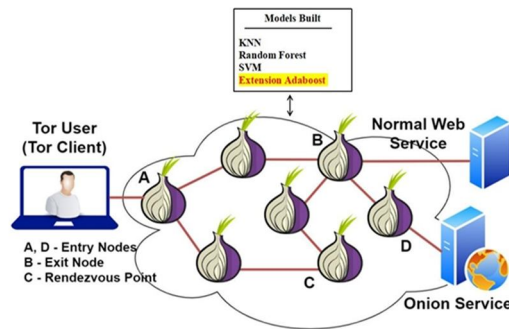 Models Built
KNN
Random Forest
SVM
Extension Adaboost
Tor User
(Tor Client)
Normal Web
Service
A
B
C
D
A, D - Entry Nodes
B - Exit Node
C - Rendezvous Point
Onion Service